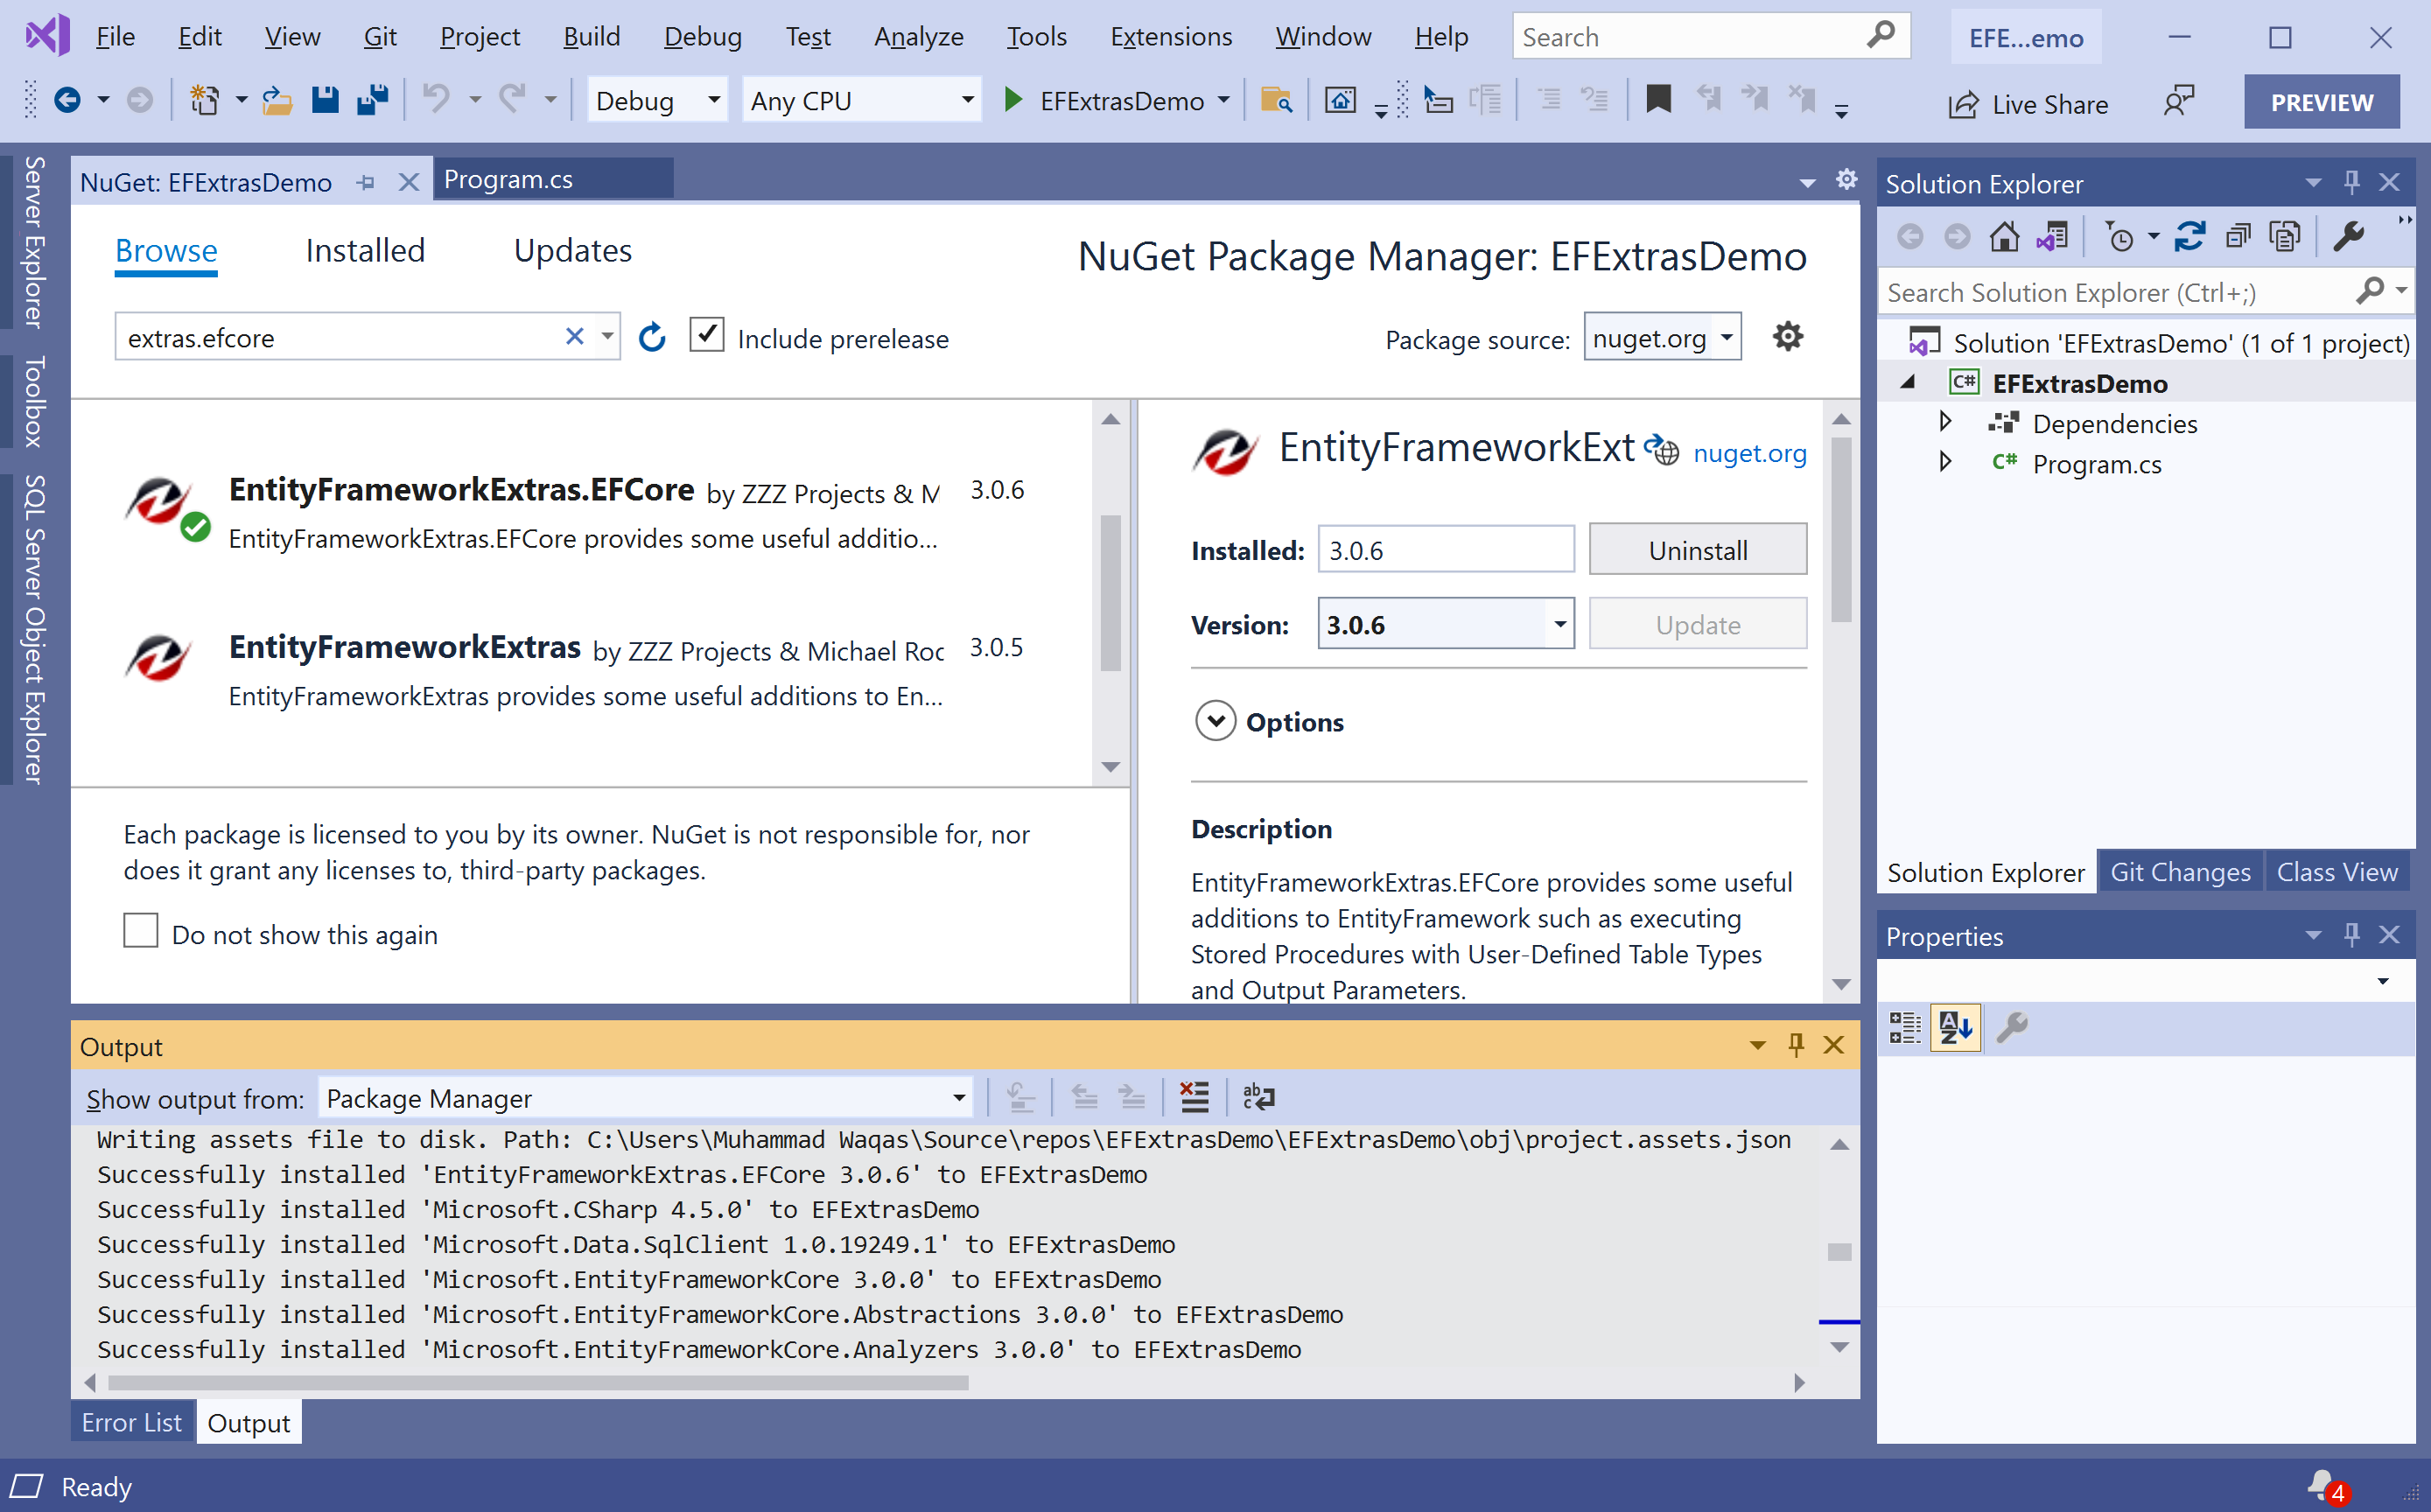 File Edit View Git Project Build Debug Test Analyze Tools Extensions Window Help Search EFE...emo
Debug Any CPU EFExtrasDemo Live Share PREVIEW
Server Explorer
Toolbox
SQL Server Object Explorer
NuGet: EFExtrasDemo Program.cs
Browse Installed Updates
NuGet Package Manager: EFExtrasDemo
extras.efcore Include prerelease Package source: nuget.org
EntityFrameworkExtras.EFCore by ZZZ Projects & M 3.0.6
EntityFrameworkExtras.EFCore provides some useful additio...
EntityFrameworkExtras by ZZZ Projects & Michael Roc 3.0.5
EntityFrameworkExtras provides some useful additions to En...
Each package is licensed to you by its owner. NuGet is not responsible for, nor
does it grant any licenses to, third-party packages.
Do not show this again
EntityFrameworkExt nuget.org
Installed: 3.0.6 Uninstall
Version: 3.0.6 Update
Options
Description
EntityFrameworkExtras.EFCore provides some useful
additions to EntityFramework such as executing
Stored Procedures with User-Defined Table Types
and Output Parameters.
Output
Show output from: Package Manager
Writing assets file to disk. Path: C:\Users\Muhammad Waqas\Source\repos\EFExtrasDemo\EFExtrasDemo\obj\project.assets.json
Successfully installed 'EntityFrameworkExtras.EFCore 3.0.6' to EFExtrasDemo
Successfully installed 'Microsoft.CSharp 4.5.0' to EFExtrasDemo
Successfully installed 'Microsoft.Data.SqlClient 1.0.19249.1' to EFExtrasDemo
Successfully installed 'Microsoft.EntityFrameworkCore 3.0.0' to EFExtrasDemo
Successfully installed 'Microsoft.EntityFrameworkCore.Abstractions 3.0.0' to EFExtrasDemo
Successfully installed 'Microsoft.EntityFrameworkCore.Analyzers 3.0.0' to EFExtrasDemo
Error List Output
Solution Explorer
Search Solution Explorer (Ctrl+;)
Solution 'EFExtrasDemo' (1 of 1 project)
C# EFExtrasDemo
Dependencies
C# Program.cs
Solution Explorer Git Changes Class View
Properties
Ready 4